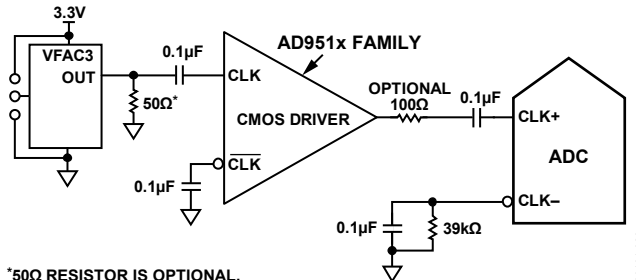 3.3V
VFAC3
OUT
0.1µF
50Ω*
AD951x FAMILY
CLK
CMOS DRIVER
CLK
0.1µF
OPTIONAL
100Ω
0.1µF
CLK+
ADC
CLK–
0.1µF
39kΩ
*50Ω RESISTOR IS OPTIONAL.